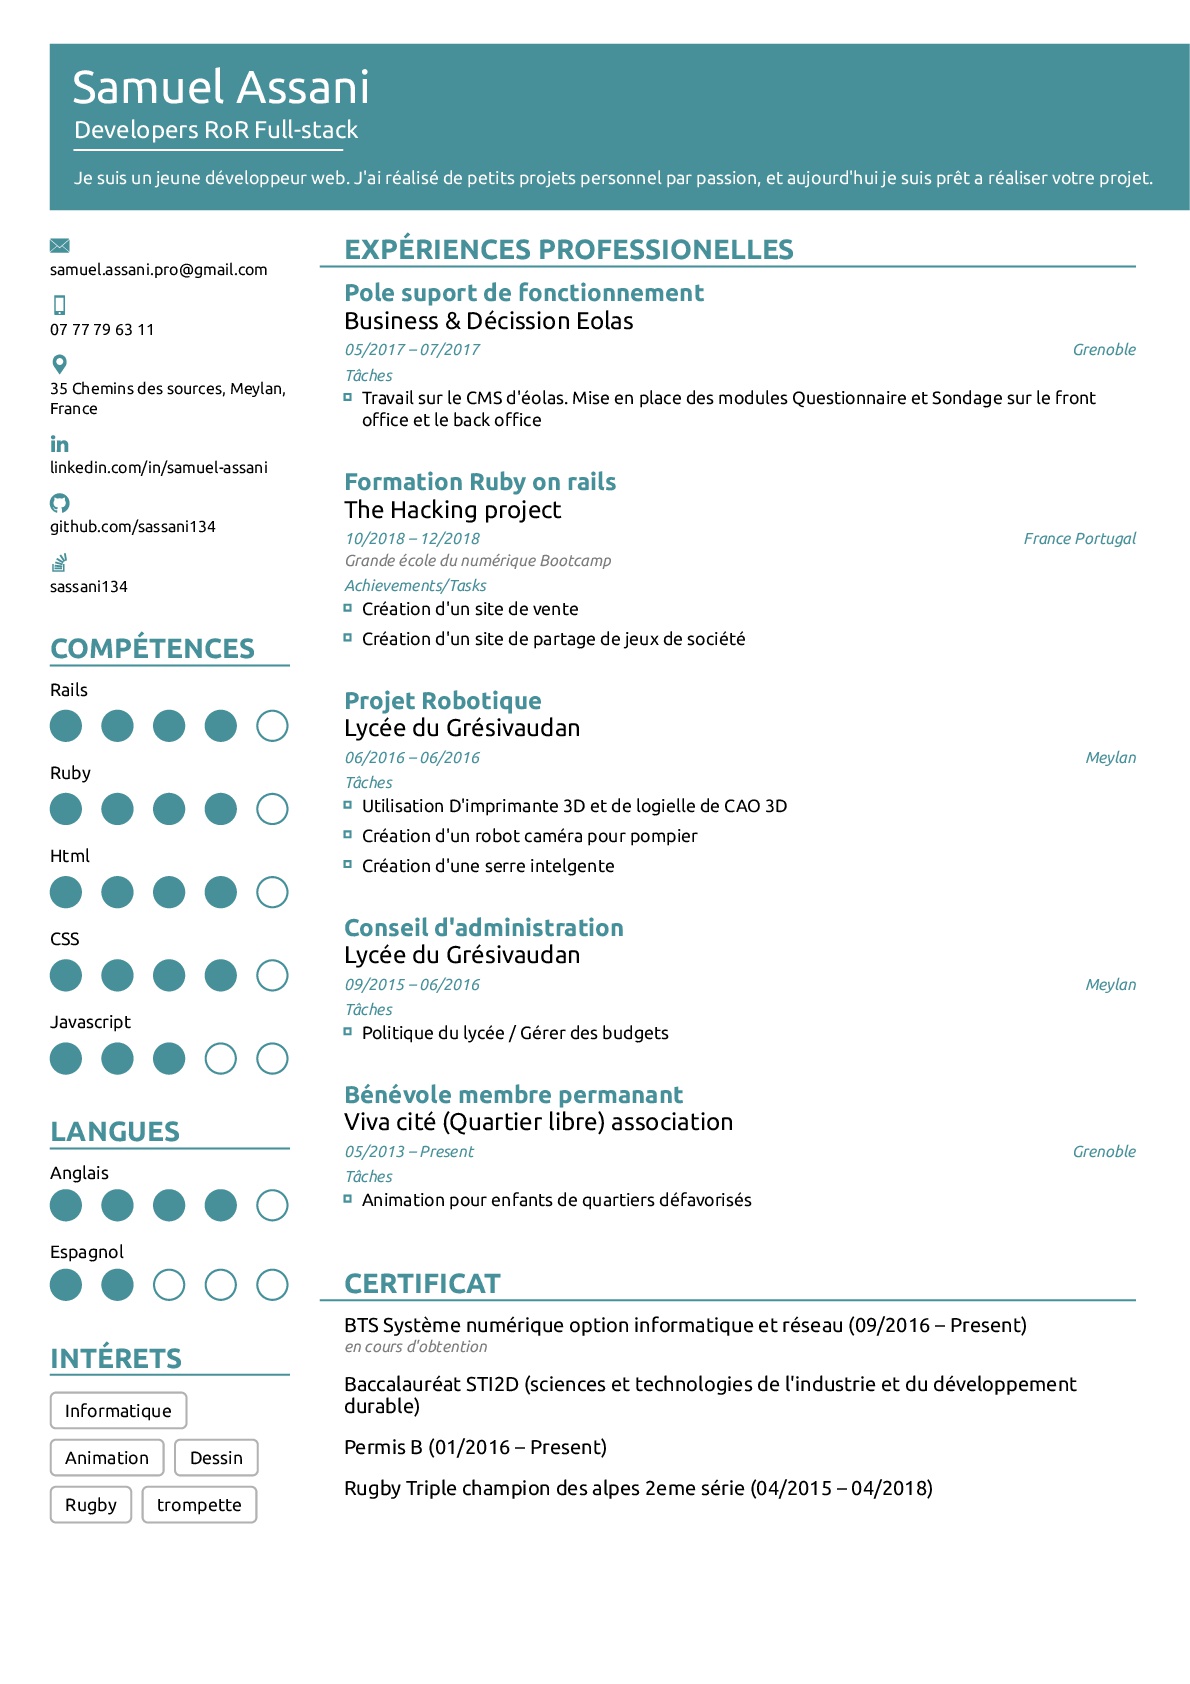 Samuel Assani
Developers RoR Full-stack
Je suis un jeune développeur web. J'ai réalisé de petits projets personnel par passion, et aujourd'hui je suis prêt a réaliser votre projet.
samuel.assani.pro@gmail.com
07 77 79 63 11
35 Chemins des sources, Meylan,
France
linkedin.com/in/samuel-assani
github.com/sassani134
sassani134
COMPÉTENCES
Rails
Ruby
Html
CSS
Javascript
LANGUES
Anglais
Espagnol
INTÉRETS
Informatique
Animation Dessin
Rugby trompette
EXPÉRIENCES PROFESSIONELLES
Pole suport de fonctionnement
Business & Décission Eolas
05/2017 – 07/2017 Grenoble
Tâches
Travail sur le CMS d'éolas. Mise en place des modules Questionnaire et Sondage sur le front
office et le back office
Formation Ruby on rails
The Hacking project
10/2018 – 12/2018 France Portugal
Grande école du numérique Bootcamp
Achievements/Tasks
Création d'un site de vente
Création d'un site de partage de jeux de société
Projet Robotique
Lycée du Grésivaudan
06/2016 – 06/2016 Meylan
Tâches
Utilisation D'imprimante 3D et de logielle de CAO 3D
Création d'un robot caméra pour pompier
Création d'une serre intelgente
Conseil d'administration
Lycée du Grésivaudan
09/2015 – 06/2016 Meylan
Tâches
Politique du lycée / Gérer des budgets
Bénévole membre permanant
Viva cité (Quartier libre) association
05/2013 – Present Grenoble
Tâches
Animation pour enfants de quartiers défavorisés
CERTIFICAT
BTS Système numérique option informatique et réseau (09/2016 – Present)
en cours d'obtention
Baccalauréat STI2D (sciences et technologies de l'industrie et du développement
durable)
Permis B (01/2016 – Present)
Rugby Triple champion des alpes 2eme série (04/2015 – 04/2018)